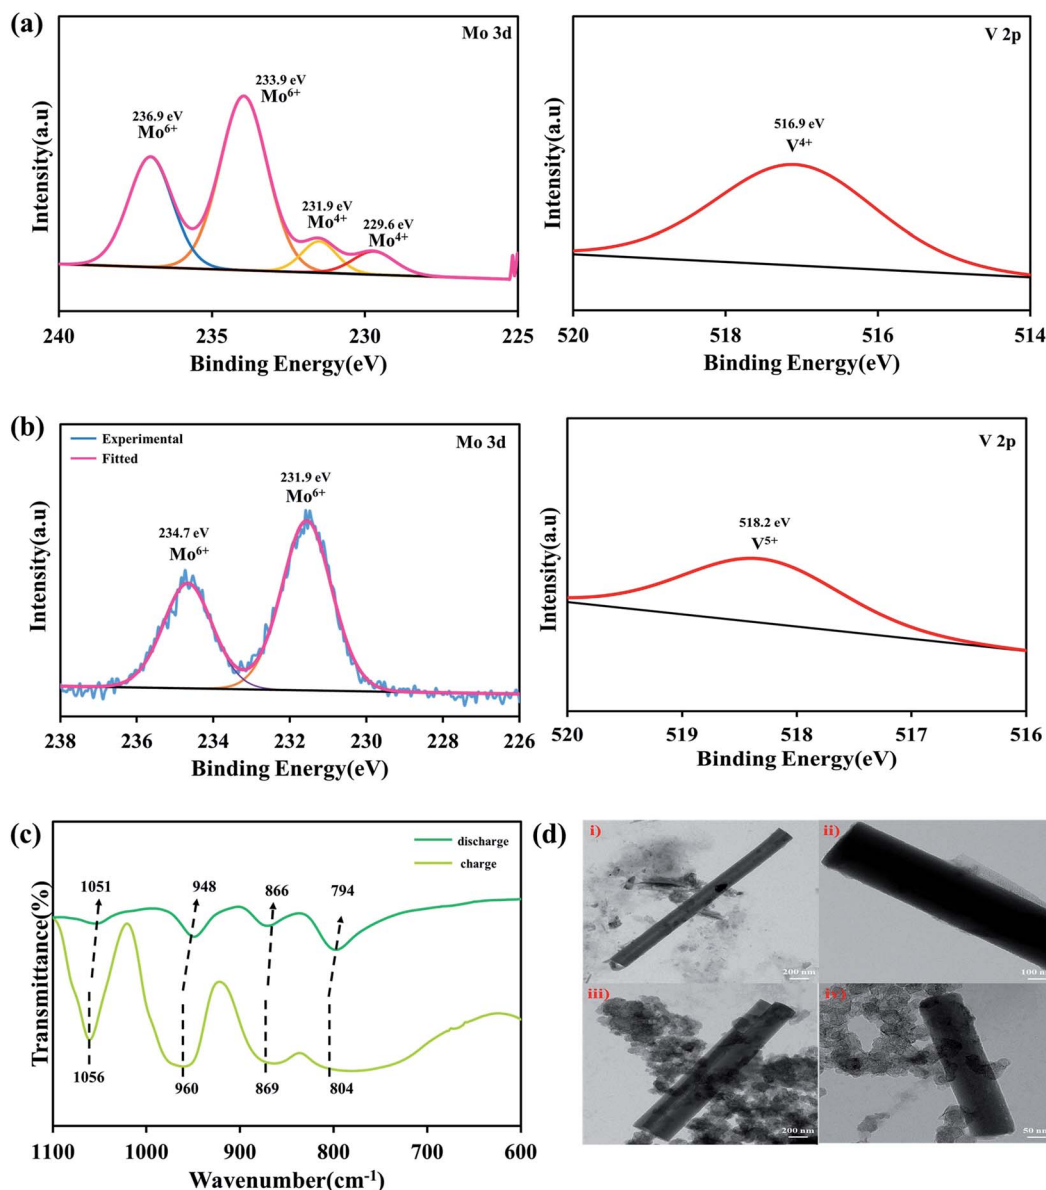 (a)
Mo 3d
233.9 eV
Mo6+
236.9 eV
Mo6+
231.9 eV
Mo4+
229.6 eV
Mo4+
Intensity(a.u)
240
235
230
225
Binding Energy(eV)
V 2p
516.9 eV
V4+
Intensity(a.u)
520
518
516
514
Binding Energy(eV)
(b)
Experimental
Fitted
Mo 3d
231.9 eV
Mo6+
234.7 eV
Mo6+
Intensity(a.u)
238
236
234
233
231
230
228
226
Binding Energy(eV)
V 2p
518.2 eV
V5+
Intensity(a.u)
520
519
518
517
516
Binding Energy(eV)
(c)
discharge
charge
1051
948
866
794
1056
960
869
804
Transmittance(%)
1100
1000
900
800
700
600
Wavenumber(cm-1)
(d)
i)
200 nm
ii)
100 nm
iii)
200 nm
iv)
50 nm